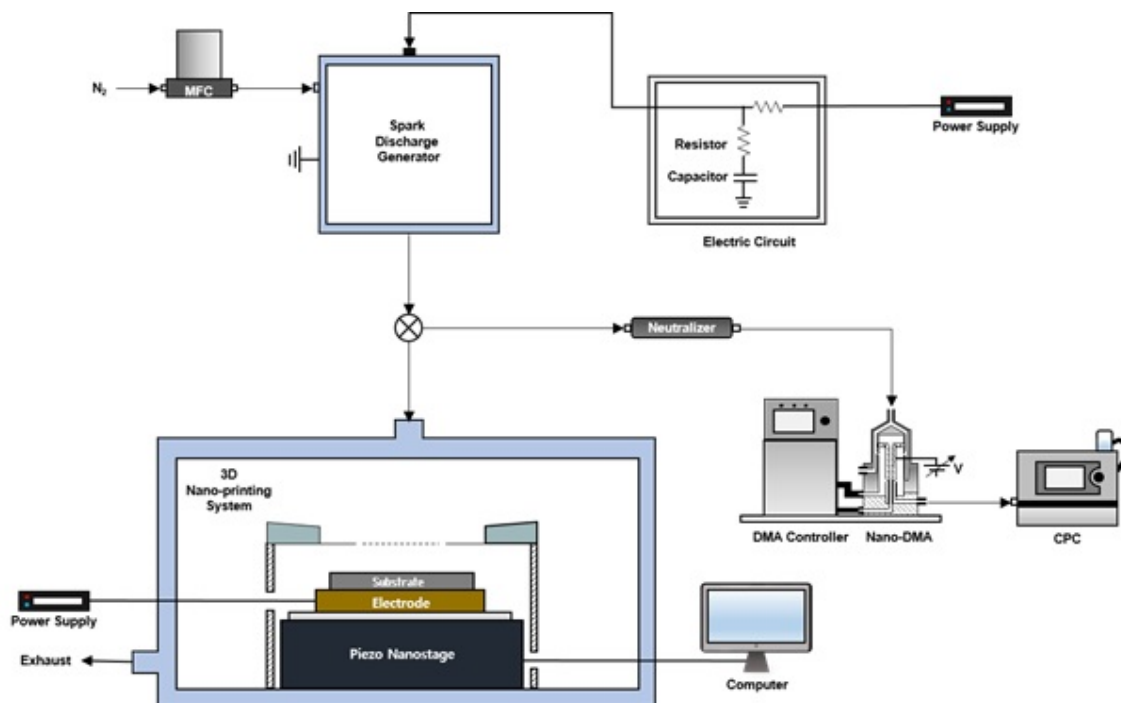 N₂
MFC
Spark
Discharge
Generator
Resistor
Capacitor
Electric Circuit
Power Supply
Neutralizer
3D
Nano-printing
System
V
DMA Controller
Nano-DMA
CPC
Substrate
Electrode
Piezo Nanostage
Power Supply
Exhaust
Computer